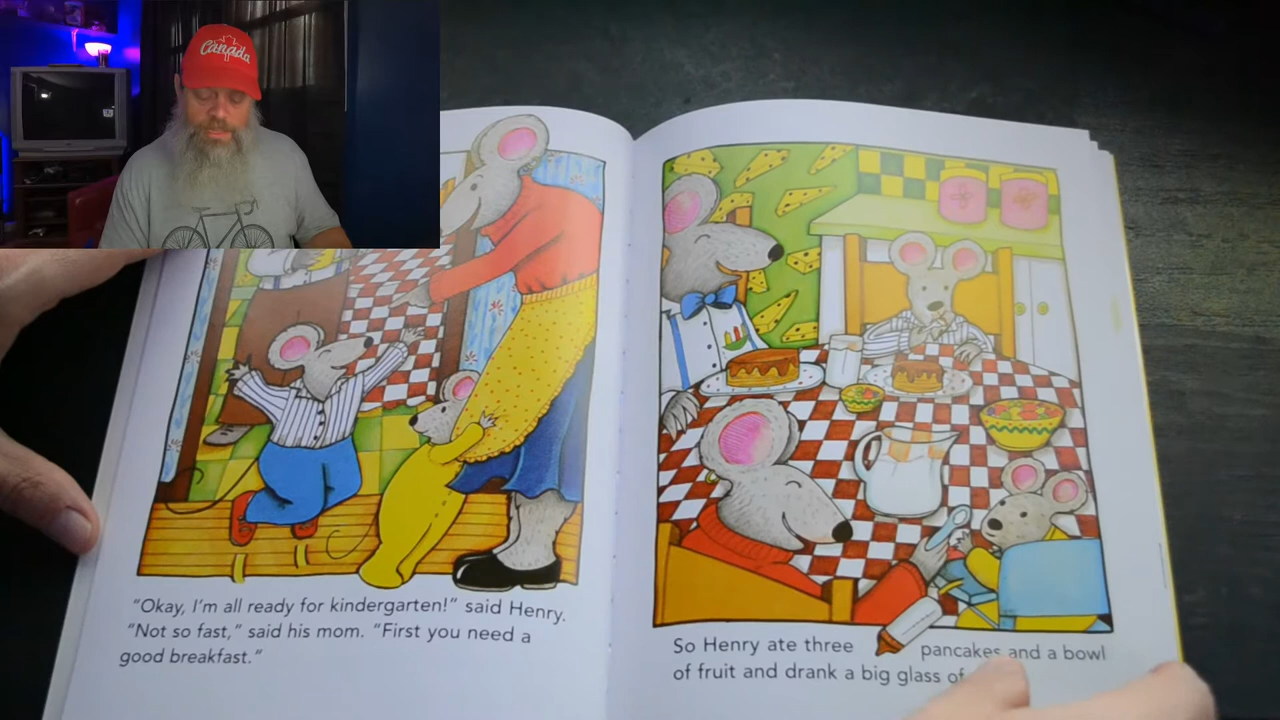 Canada
"Okay, I'm all ready for kindergarten!" said Henry.
"Not so fast," said his mom. "First you need a
good breakfast."
So Henry ate three pancakes and a bowl
of fruit and drank a big glass of